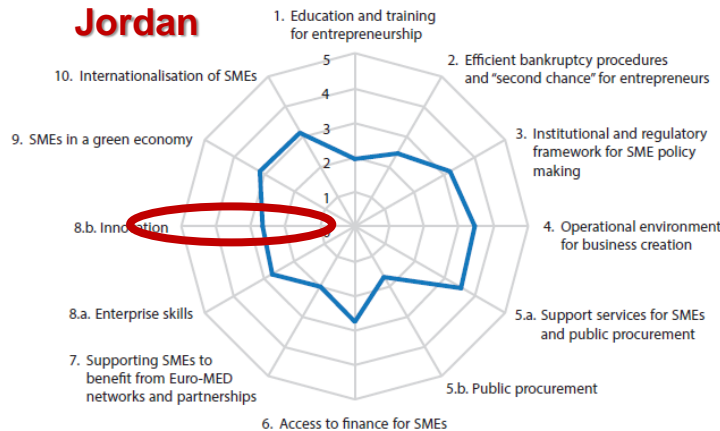 Jordan
1. Education and training
for entrepreneurship
2. Efficient bankruptcy procedures
and “second chance” for entrepreneurs
3. Institutional and regulatory
framework for SME policy
making
4. Operational environment
for business creation
5.a. Support services for SMEs
and public procurement
5.b. Public procurement
6. Access to finance for SMEs
7. Supporting SMEs to
benefit from Euro-MED
networks and partnerships
8.a. Enterprise skills
8.b. Innovation
9. SMEs in a green economy
10. Internationalisation of SMEs
5
4
3
2
1
0